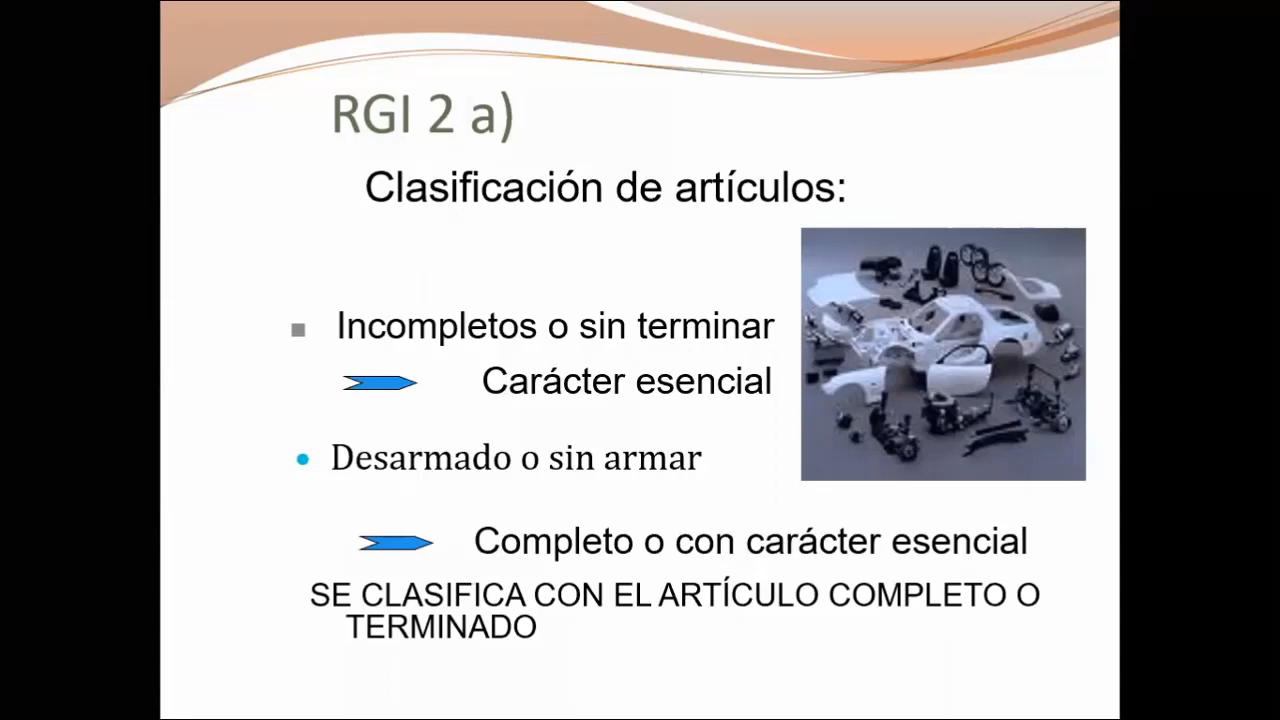 RGI 2 a)
Clasificación de artículos:
Incompletos o sin terminar
Carácter esencial
Desarmado o sin armar
Completo o con carácter esencial
SE CLASIFICA CON EL ARTÍCULO COMPLETO O
TERMINADO